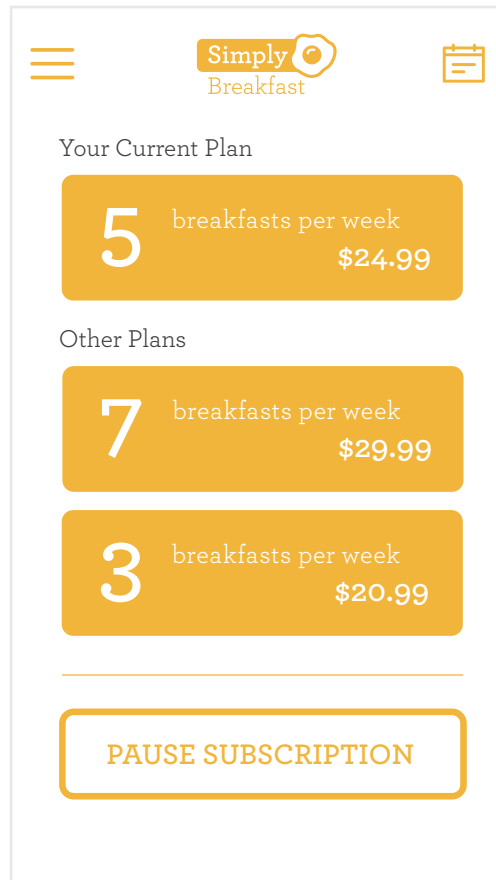 Simply
Breakfast
Your Current Plan
5 breakfasts per week
$24.99
Other Plans
7 breakfasts per week
$29.99
3 breakfasts per week
$20.99
PAUSE SUBSCRIPTION